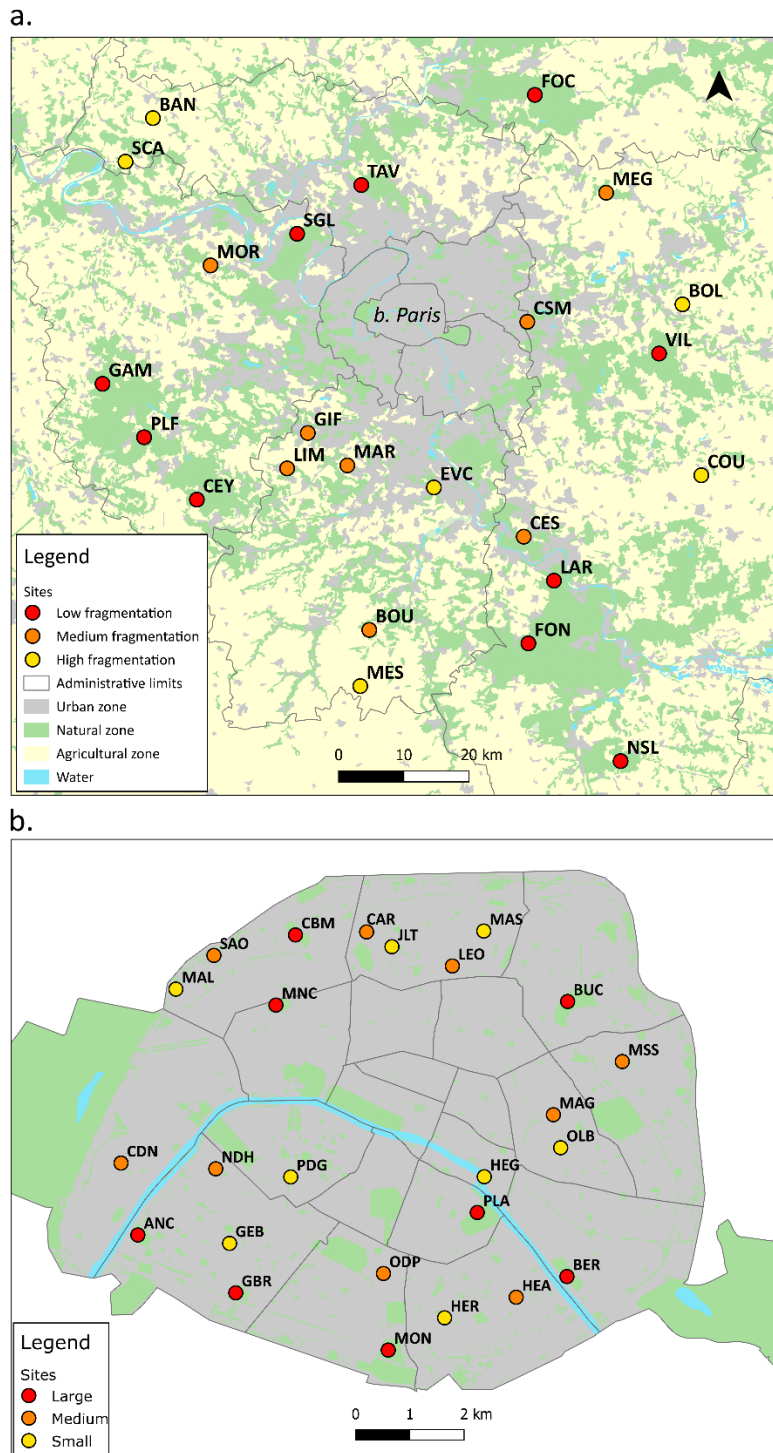 a.
FOC
BAN
SCA
TAV
MEG
SGL
MOR
BOL
b. Paris
CSM
VIL
GAM
GIF
PLF
LIM
MAR
COU
EVC
CEY
CES
LAR
BOU
FON
MES
NSL
Legend
Sites
Low fragmentation
Medium fragmentation
High fragmentation
Administrative limits
Urban zone
Natural zone
Agricultural zone
Water
0 10 20 km
b.
CBM
CAR
JLT
MAS
SAO
LEO
MAL
MNC
BUC
MSS
MAG
OLB
CDN
NDH
PDG
HEG
PLA
ANC
GEB
ODP
BER
GBR
HEA
HER
MON
Legend
Sites
Large
Medium
Small
0 1 2 km